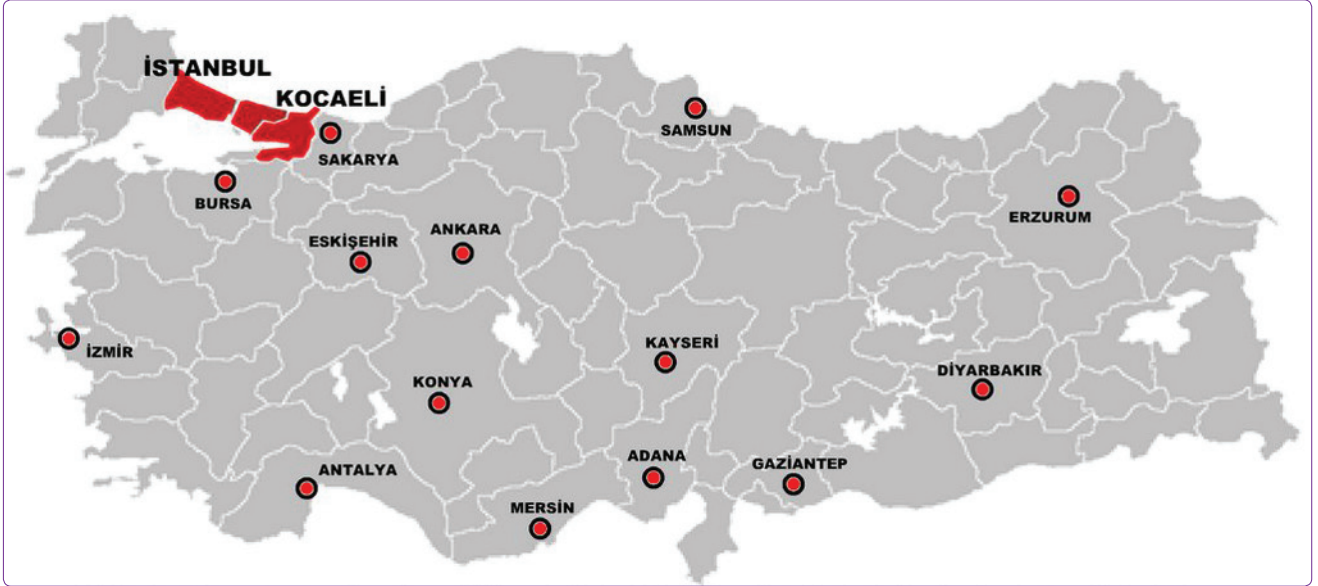 İSTANBUL
KOCAELİ
SAMSUN
SAKARYA
BURSA
ERZURUM
ANKARA
ESKİŞEHİR
İZMİR
KAYSERİ
DİYARBAKIR
KONYA
ADANA
GAZİANTEP
ANTALYA
MERSİN